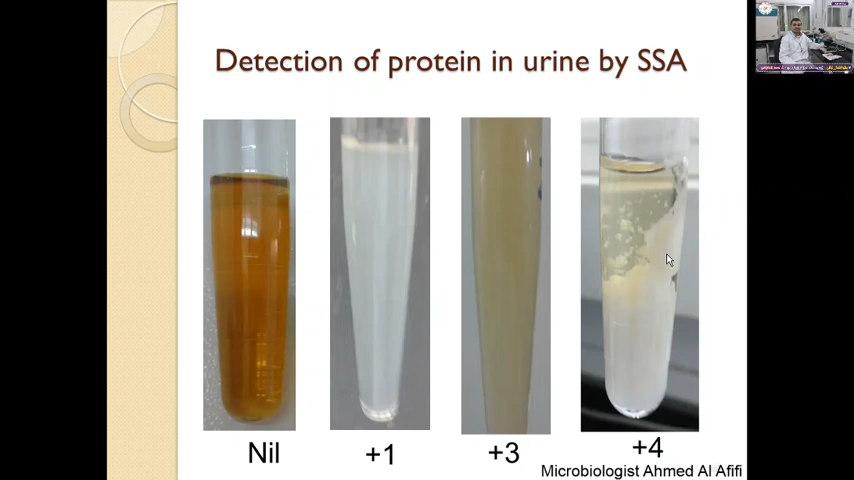 Detection of protein in urine by SSA
Nil
+1
+3
+4
Microbiologist Ahmed Al Afifi